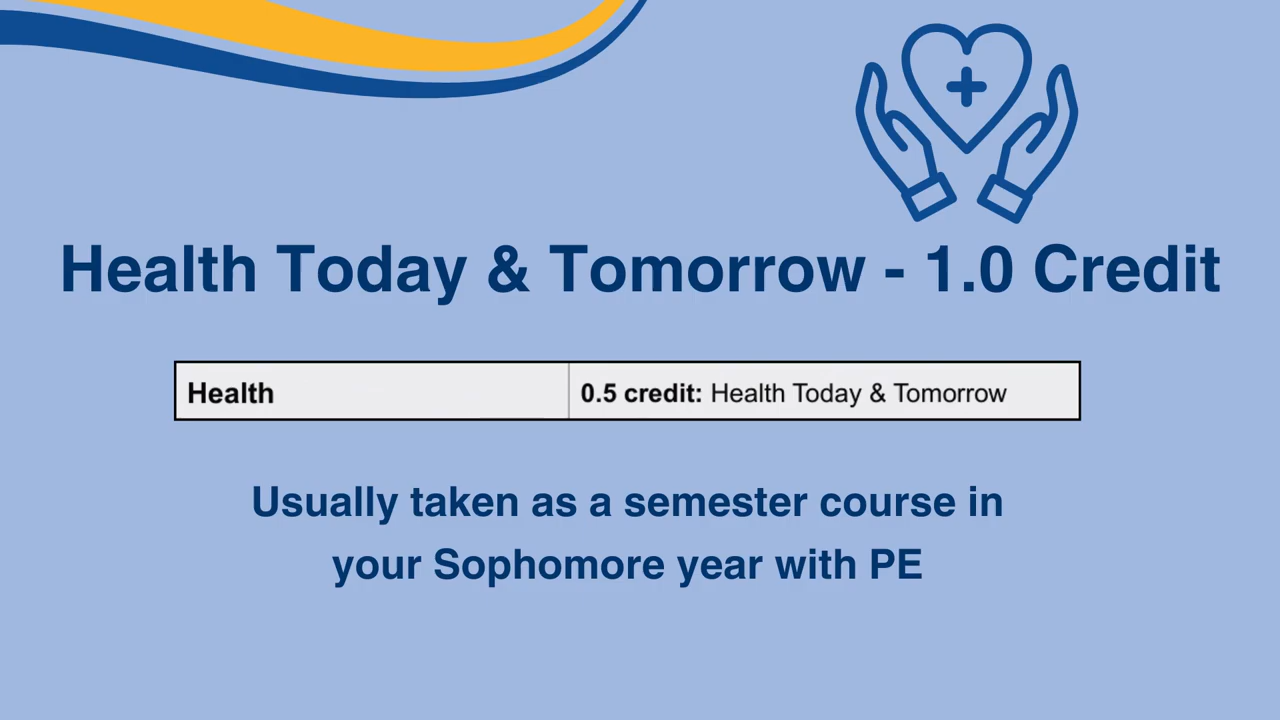 Health Today & Tomorrow - 1.0 Credit
Health 0.5 credit: Health Today & Tomorrow
Usually taken as a semester course in
your Sophomore year with PE